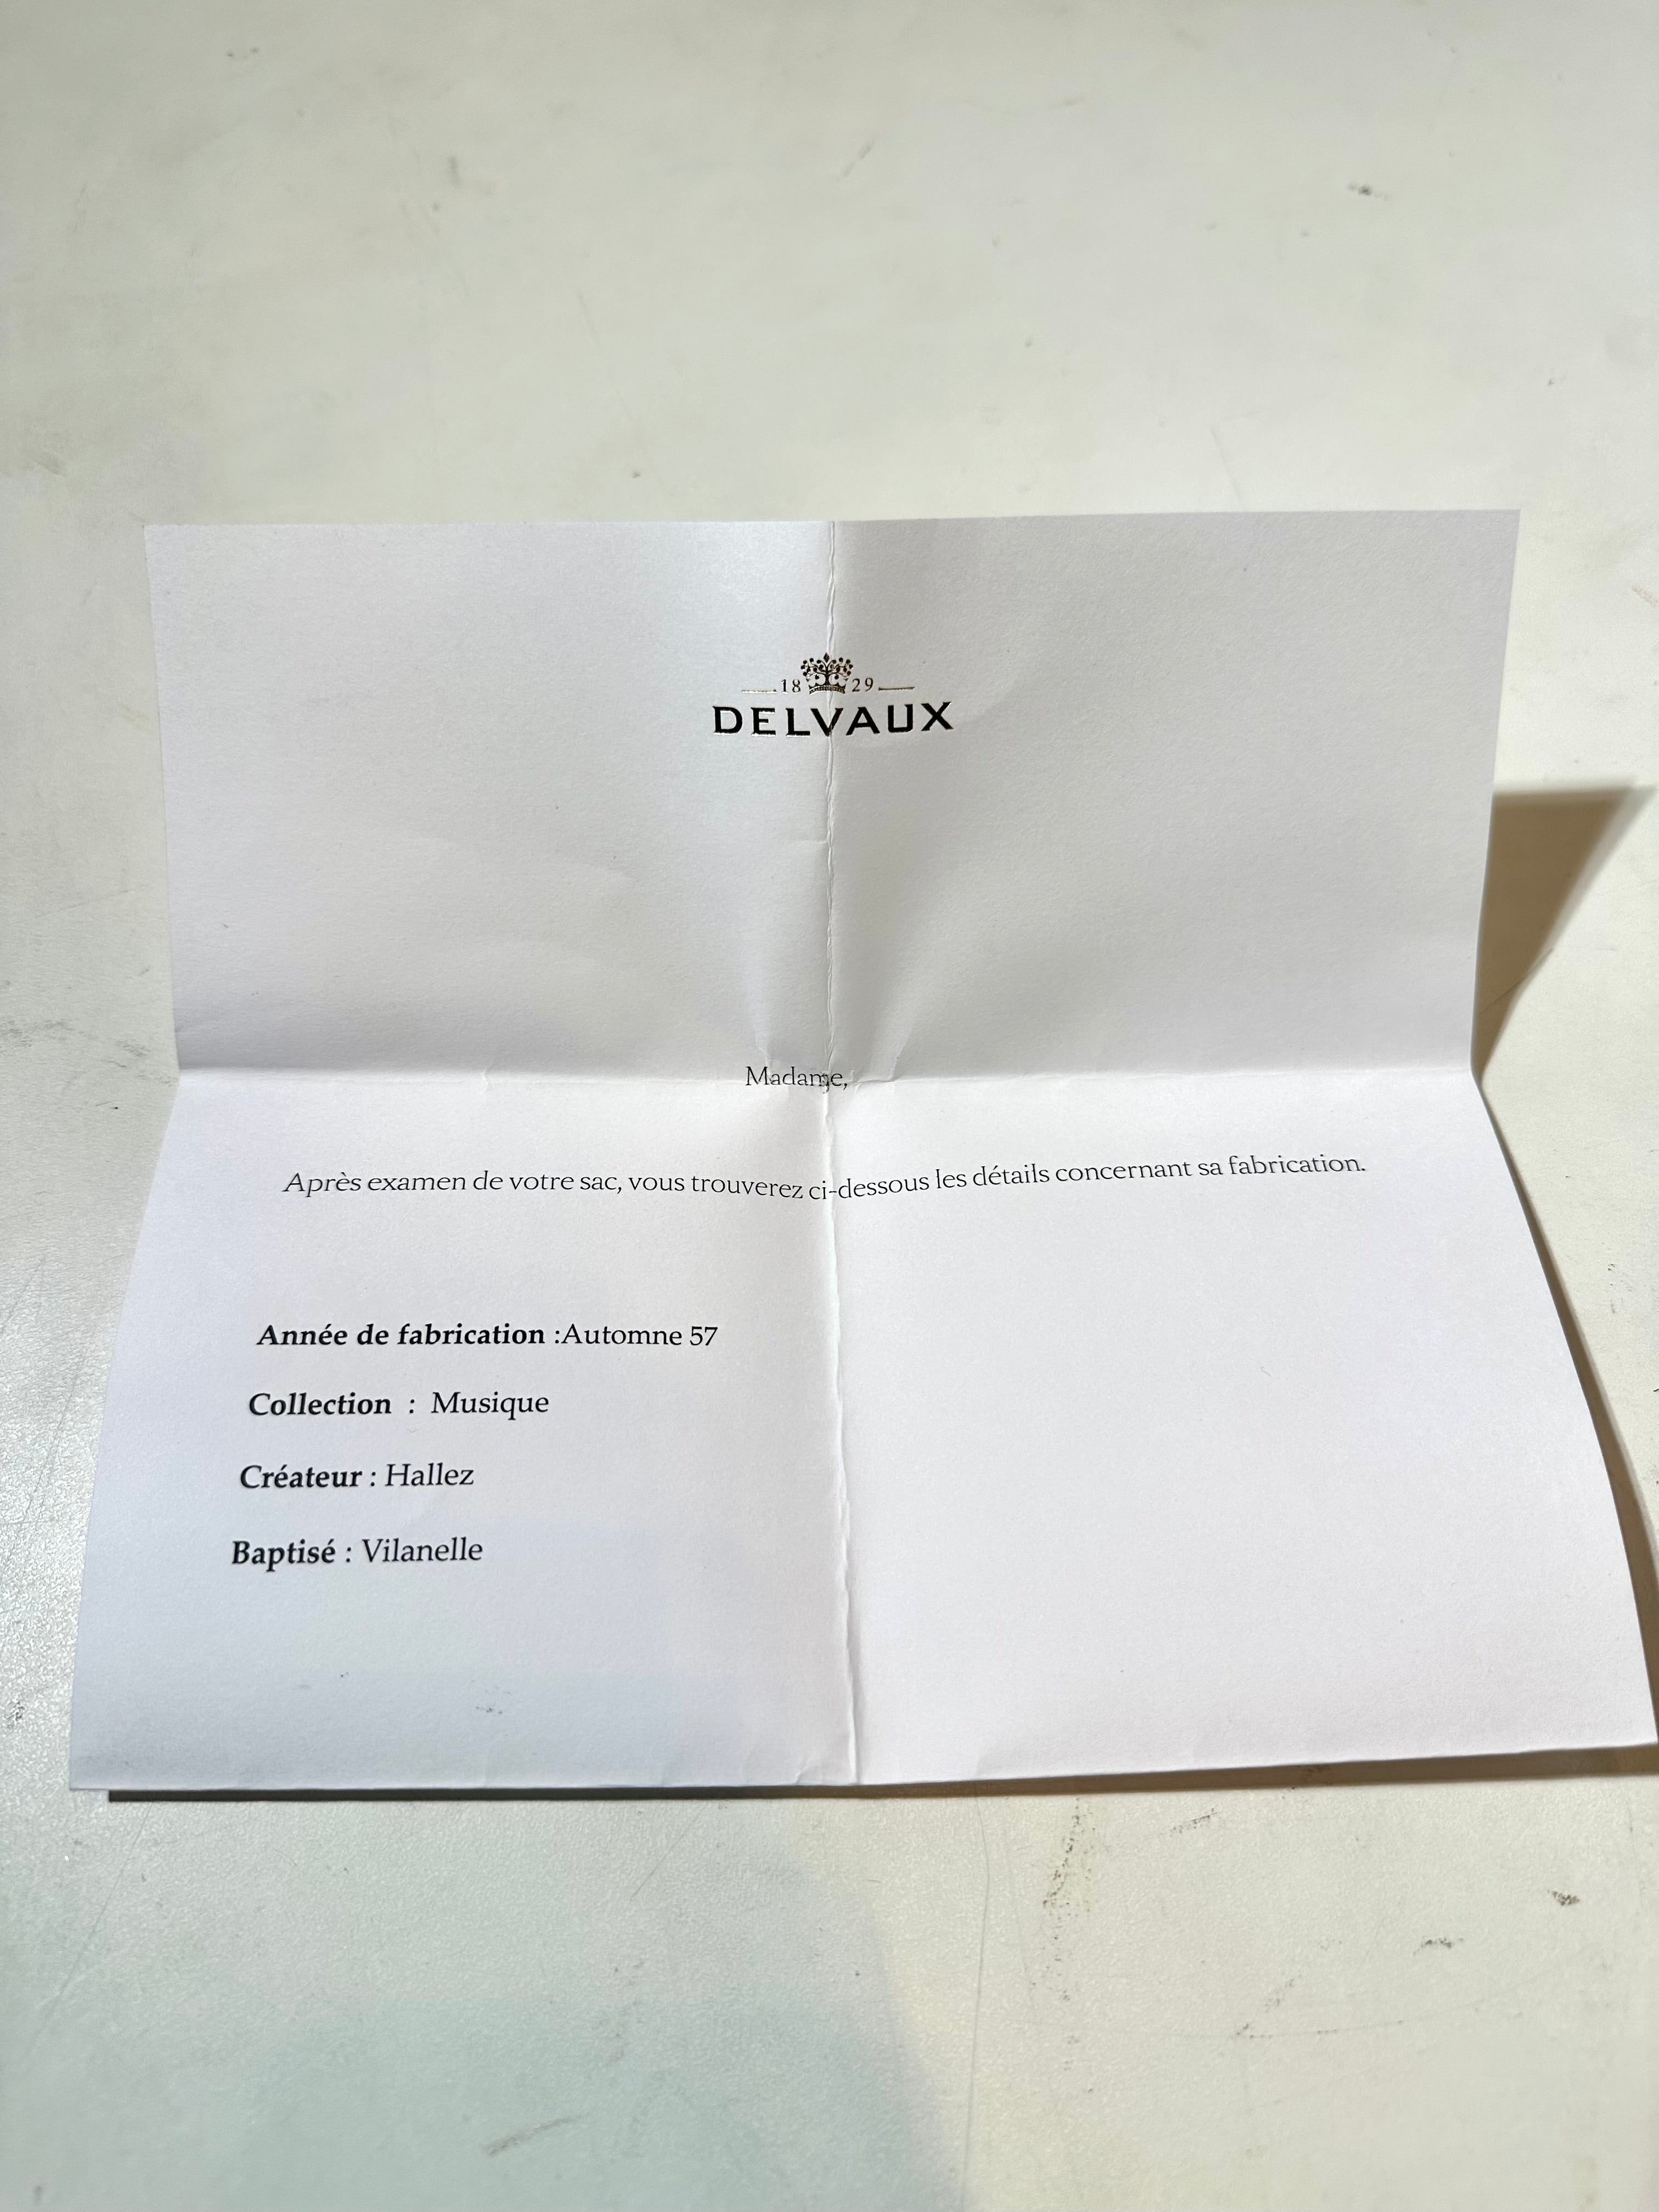 18 29
DELVAUX
Madame,
Après examen de votre sac, vous trouverez ci-dessous les détails concernant sa fabrication.
Année de fabrication :Automne 57
Collection : Musique
Créateur : Hallez
Baptisé : Vilanelle